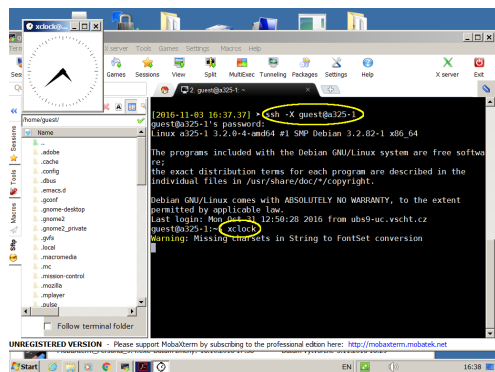 xclock@...
Term
X server Tools Games Settings Macros Help
Games Sessions View Split MultiExec Tunneling Packages Settings Help X server Exit
2. guest@a325-1: ~
/home/guest/
Name
..
.adobe
.cache
.config
.dbus
.emacs.d
.gconf
.gnome-desktop
.gnome2
.gnome2_private
.gvfs
.local
.macromedia
.mc
.mission-control
.mozilla
.mplayer
.pulse
Sessions
Tools
Macros
Sftp
Follow terminal folder
[2016-11-03 16:37.37] ➤ ssh -X guest@a325-1
guest@a325-1's password:
Linux a325-1 3.2.0-4-amd64 #1 SMP Debian 3.2.82-1 x86_64
The programs included with the Debian GNU/Linux system are free softwa
re;
the exact distribution terms for each program are described in the
individual files in /usr/share/doc/*/copyright.
Debian GNU/Linux comes with ABSOLUTELY NO WARRANTY, to the extent
permitted by applicable law.
Last login: Mon Oct 31 12:50:28 2016 from ubs9-uc.vscht.cz
guest@a325-1:~$ xclock
Warning: Missing charsets in String to FontSet conversion
UNREGISTERED VERSION - Please support MobaXterm by subscribing to the professional edition here: http://mobaxterm.mobatek.net
Start
EN
16:38